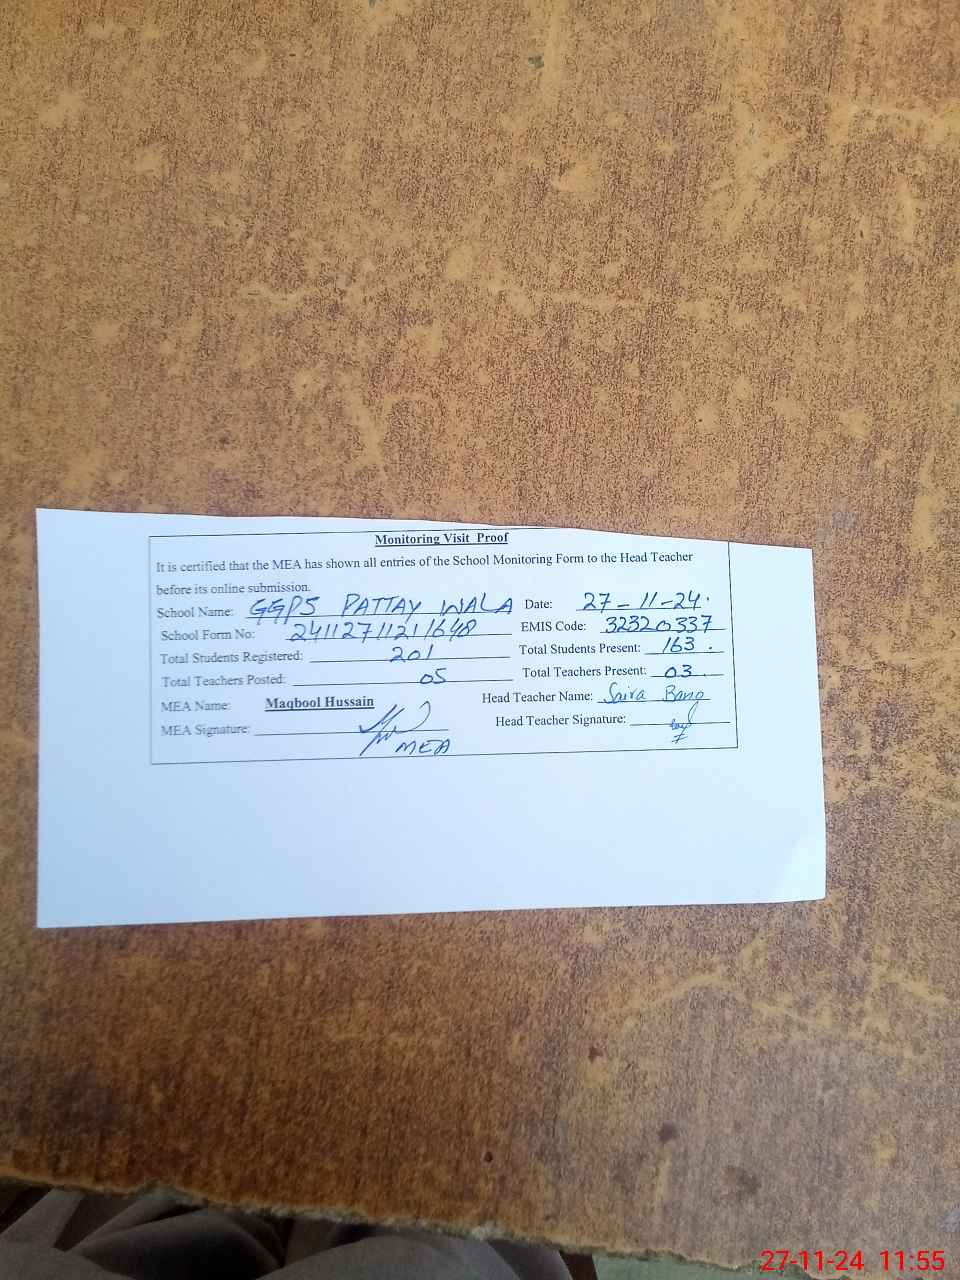 Monitoring Visit Proof
It is certified that the MEA has shown all entries of the School Monitoring Form to the Head Teacher
before its online submission.
School Name: GGPS PATTAY WALA Date: 27-11-24.
School Form No: 24112711211648 EMIS Code: 32320337
Total Students Registered: 201 Total Students Present: 163.
Total Teachers Posted: 05 Total Teachers Present: 03
MEA Name: Maqbool Hussain Head Teacher Name: Saira Bano
MEA Signature: Head Teacher Signature:
MEA
27-11-24 11:55